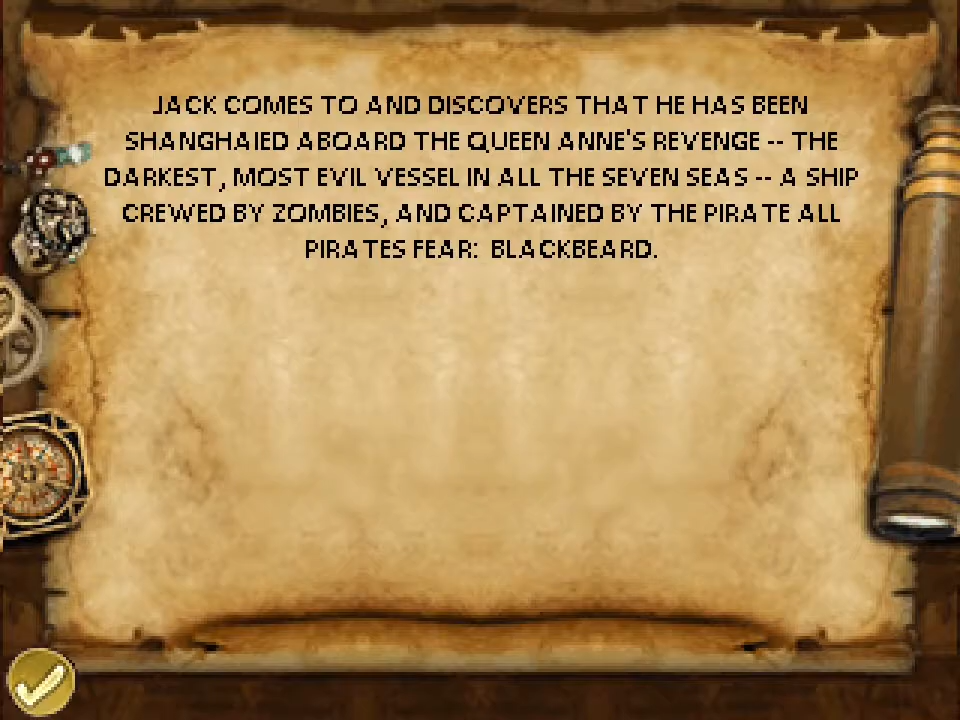 JACK COMES TO AND DISCOVERS THAT HE HAS BEEN
SHANGHAIED ABOARD THE QUEEN ANNE'S REVENGE -- THE
DARKEST, MOST EVIL VESSEL IN ALL THE SEVEN SEAS -- A SHIP
CREWED BY ZOMBIES, AND CAPTAINED BY THE PIRATE ALL
PIRATES FEAR: BLACKBEARD.